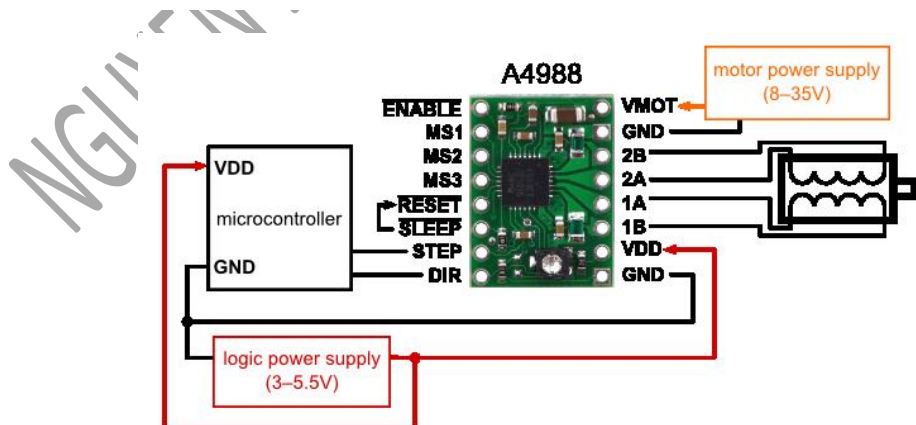 A4988
ENABLE
MS1
MS2
MS3
RESET
SLEEP
STEP
DIR
VMOT
GND
2B
2A
1A
1B
VDD
GND
motor power supply
(8–35V)
VDD
microcontroller
GND
logic power supply
(3–5.5V)